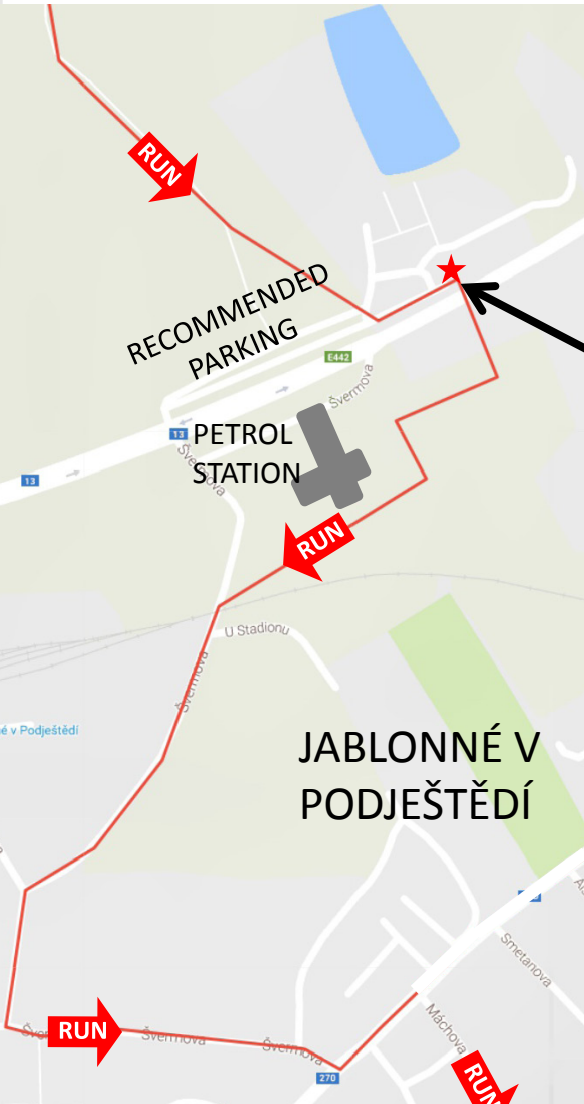 RUN
RECOMMENDED
PARKING
E442
Švermova
13
PETROL
STATION
Švermova
13
RUN
U Stadionu
Švermova
é v Podještědí
JABLONNÉ V
PODJEŠTĚDÍ
Smetanova
Máchova
RUN
Švermova
Švermova
270
RUN